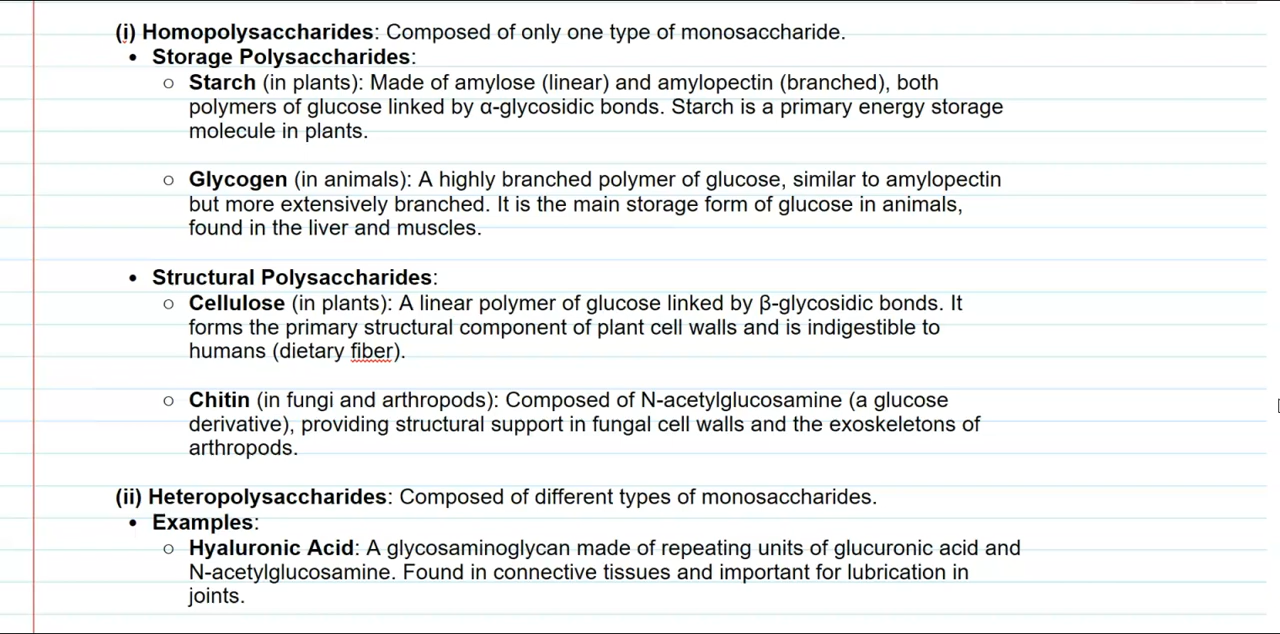 (i) Homopolysaccharides: Composed of only one type of monosaccharide.
• Storage Polysaccharides:
○ Starch (in plants): Made of amylose (linear) and amylopectin (branched), both
polymers of glucose linked by α-glycosidic bonds. Starch is a primary energy storage
molecule in plants.
○ Glycogen (in animals): A highly branched polymer of glucose, similar to amylopectin
but more extensively branched. It is the main storage form of glucose in animals,
found in the liver and muscles.
• Structural Polysaccharides:
○ Cellulose (in plants): A linear polymer of glucose linked by β-glycosidic bonds. It
forms the primary structural component of plant cell walls and is indigestible to
humans (dietary fiber).
○ Chitin (in fungi and arthropods): Composed of N-acetylglucosamine (a glucose
derivative), providing structural support in fungal cell walls and the exoskeletons of
arthropods.
(ii) Heteropolysaccharides: Composed of different types of monosaccharides.
• Examples:
○ Hyaluronic Acid: A glycosaminoglycan made of repeating units of glucuronic acid and
N-acetylglucosamine. Found in connective tissues and important for lubrication in
joints.